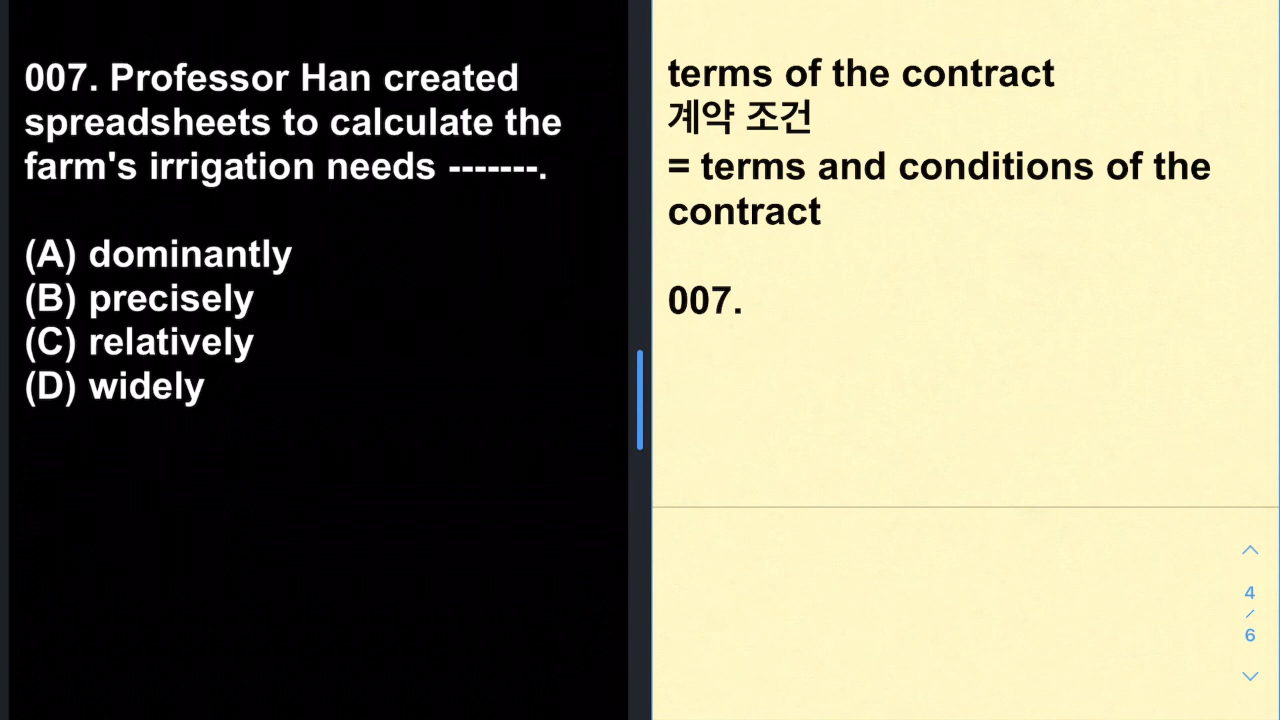 007. Professor Han created
spreadsheets to calculate the
farm's irrigation needs -------.
(A) dominantly
(B) precisely
(C) relatively
(D) widely
terms of the contract
계약 조건
= terms and conditions of the
contract
007.
4
/
6